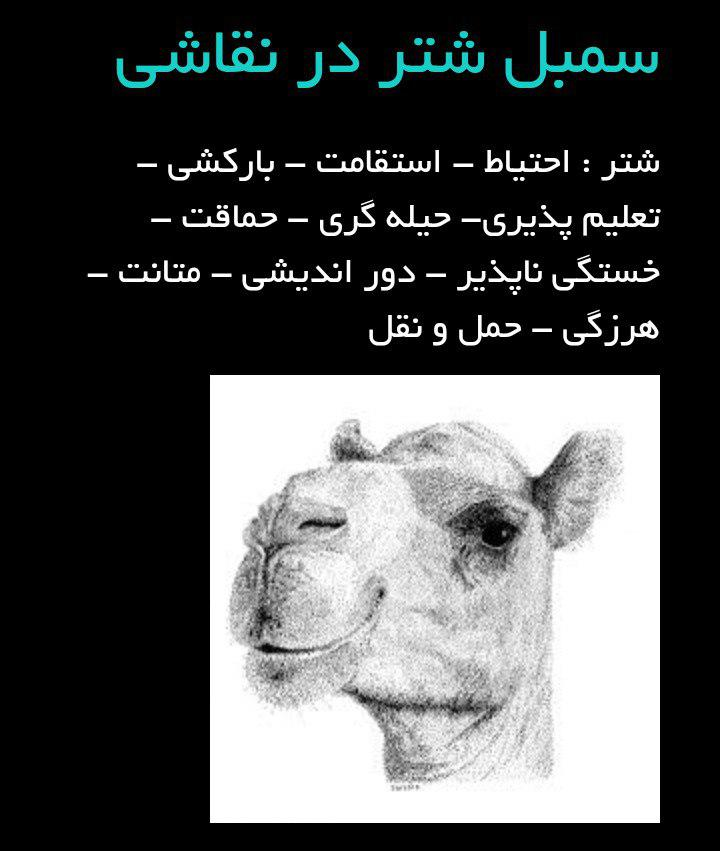 سمبل شتر در نقاشی
شتر : احتیاط – استقامت – بارکشی –
تعلیم پذیری– حیله گری – حماقت –
خستگی ناپذیر – دور اندیشی – متانت –
هرزگی – حمل و نقل